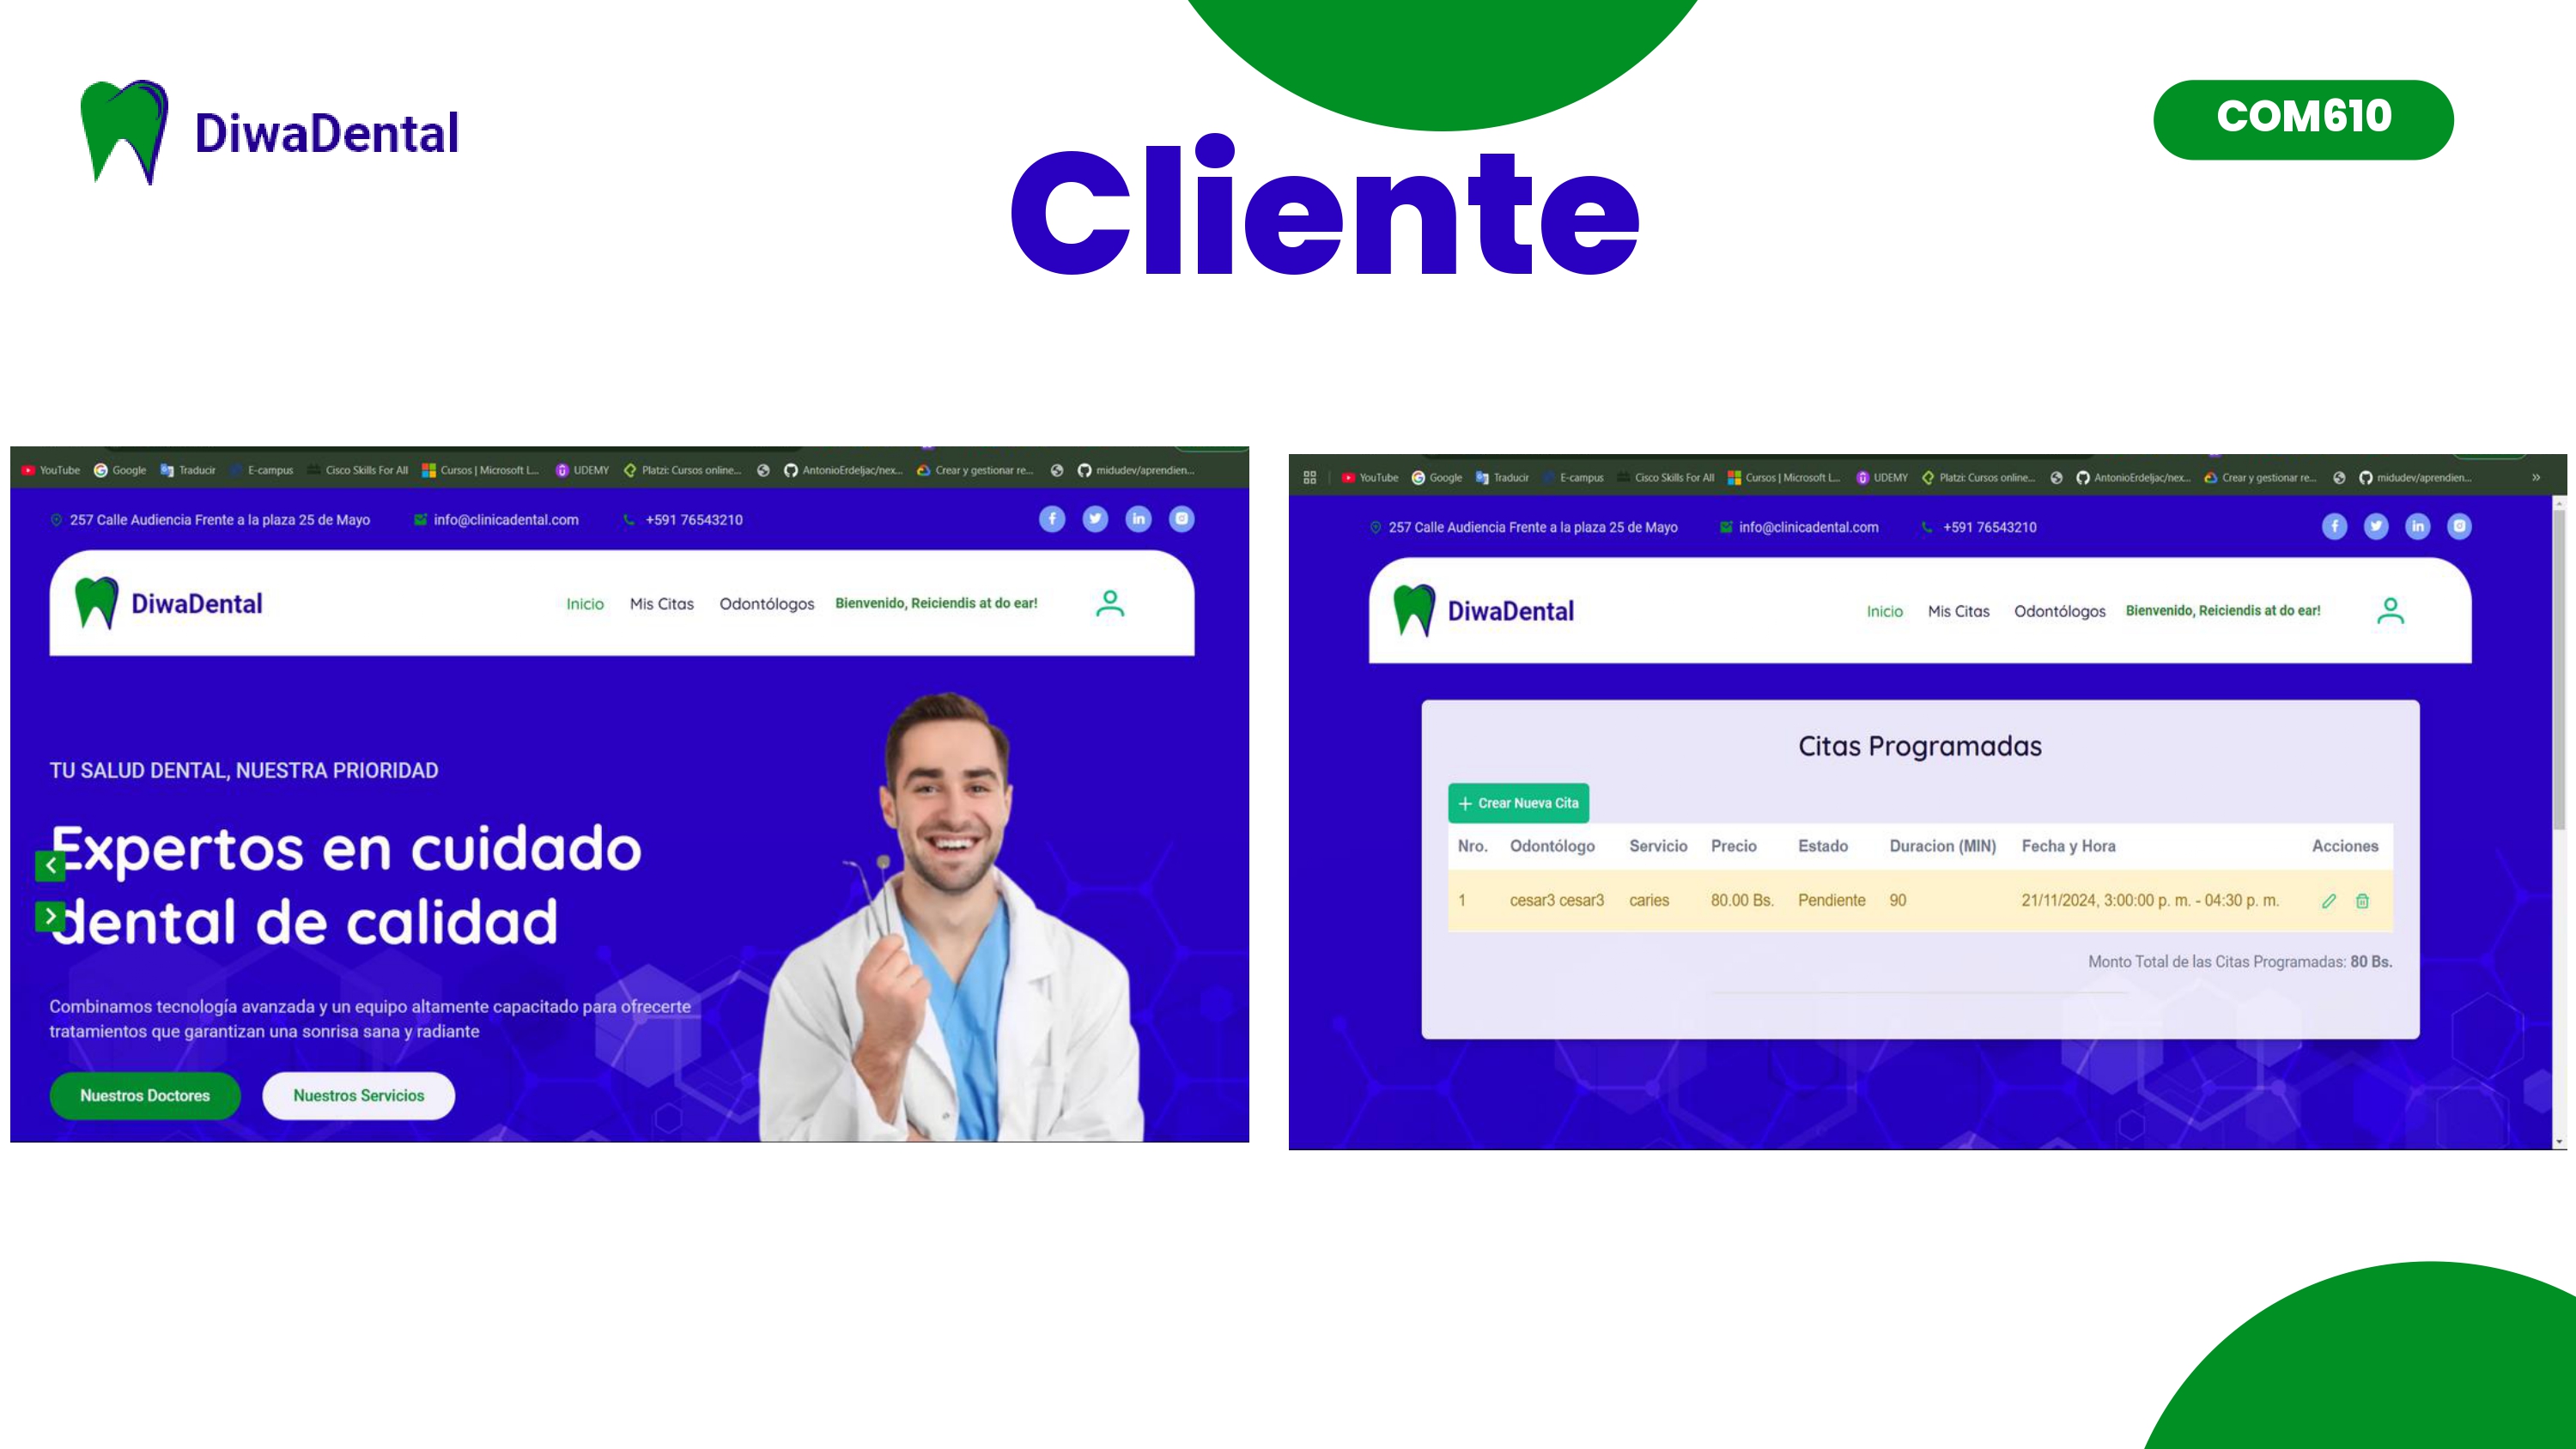 DiwaDental
COM610
Cliente
YouTube Google Traducir E-campus Cisco Skills For All Cursos | Microsoft L... UDEMY Platzi: Cursos online... AntonioErdeljac/nex... Crear y gestionar re... midudev/aprendien...
257 Calle Audiencia Frente a la plaza 25 de Mayo info@clinicadental.com +591 76543210
DiwaDental Inicio Mis Citas Odontólogos Bienvenido, Reiciendis at do ear!
TU SALUD DENTAL, NUESTRA PRIORIDAD
Expertos en cuidado
dental de calidad
Combinamos tecnología avanzada y un equipo altamente capacitado para ofrecerte
tratamientos que garantizan una sonrisa sana y radiante
Nuestros Doctores Nuestros Servicios
YouTube Google Traducir E-campus Cisco Skills For All Cursos | Microsoft L... UDEMY Platzi: Cursos online... AntonioErdeljac/nex... Crear y gestionar re... midudev/aprendien... »
257 Calle Audiencia Frente a la plaza 25 de Mayo info@clinicadental.com +591 76543210
DiwaDental Inicio Mis Citas Odontólogos Bienvenido, Reiciendis at do ear!
Citas Programadas
+ Crear Nueva Cita
Nro. Odontólogo Servicio Precio Estado Duracion (MIN) Fecha y Hora Acciones
1 cesar3 cesar3 caries 80.00 Bs. Pendiente 90 21/11/2024, 3:00:00 p. m. - 04:30 p. m.
Monto Total de las Citas Programadas: 80 Bs.